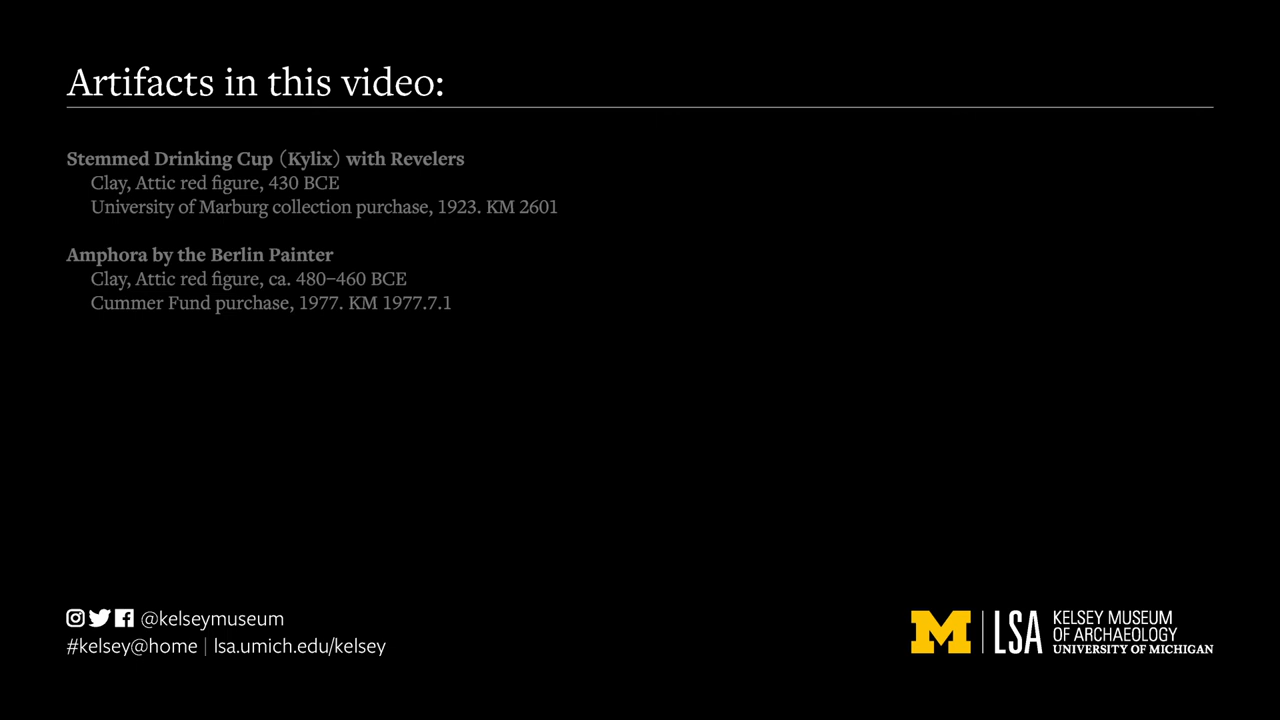 Artifacts in this video:
Stemmed Drinking Cup (Kylix) with Revelers
Clay, Attic red figure, 430 BCE
University of Marburg collection purchase, 1923. KM 2601
Amphora by the Berlin Painter
Clay, Attic red figure, ca. 480–460 BCE
Cummer Fund purchase, 1977. KM 1977.7.1
@kelseymuseum
#kelsey@home | lsa.umich.edu/kelsey
M | LSA
KELSEY MUSEUM
OF ARCHAEOLOGY
UNIVERSITY OF MICHIGAN